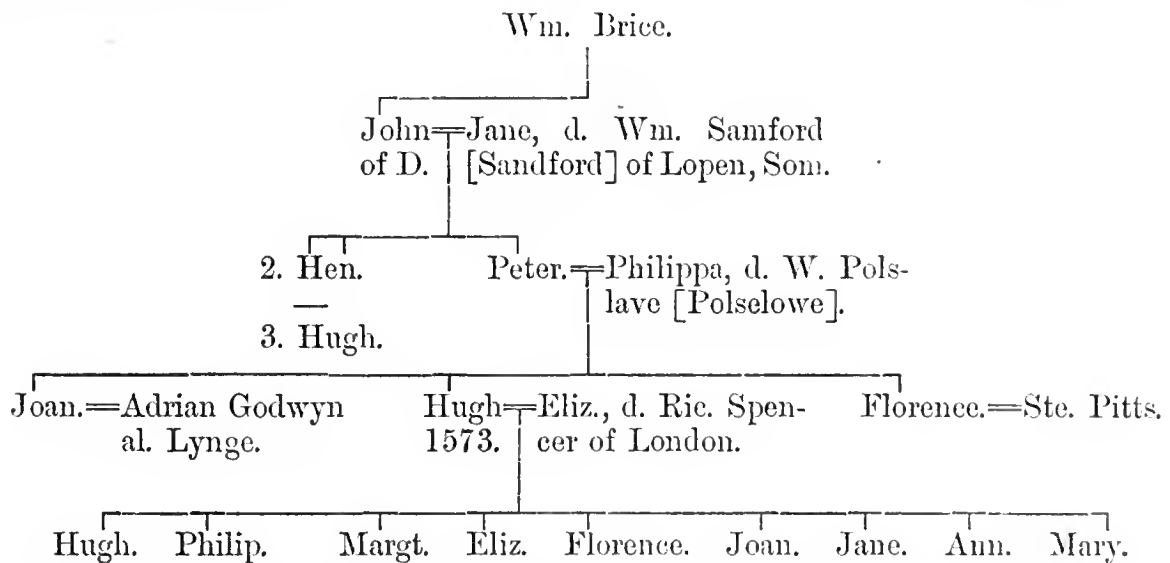 Wm. Brice.
John=Jane, d. Wm. Samford
of D. [Sandford] of Lopen, Som.
2. Hen. Peter.=Philippa, d. W. Pols-
— lave [Polselowe].
3. Hugh.
Joan.=Adrian Godwyn Hugh=Eliz., d. Ric. Spen- Florence.=Ste. Pitts.
al. Lynge. 1573. cer of London.
Hugh. Philip. Margt. Eliz. Florence. Joan. Jane. Ann. Mary.